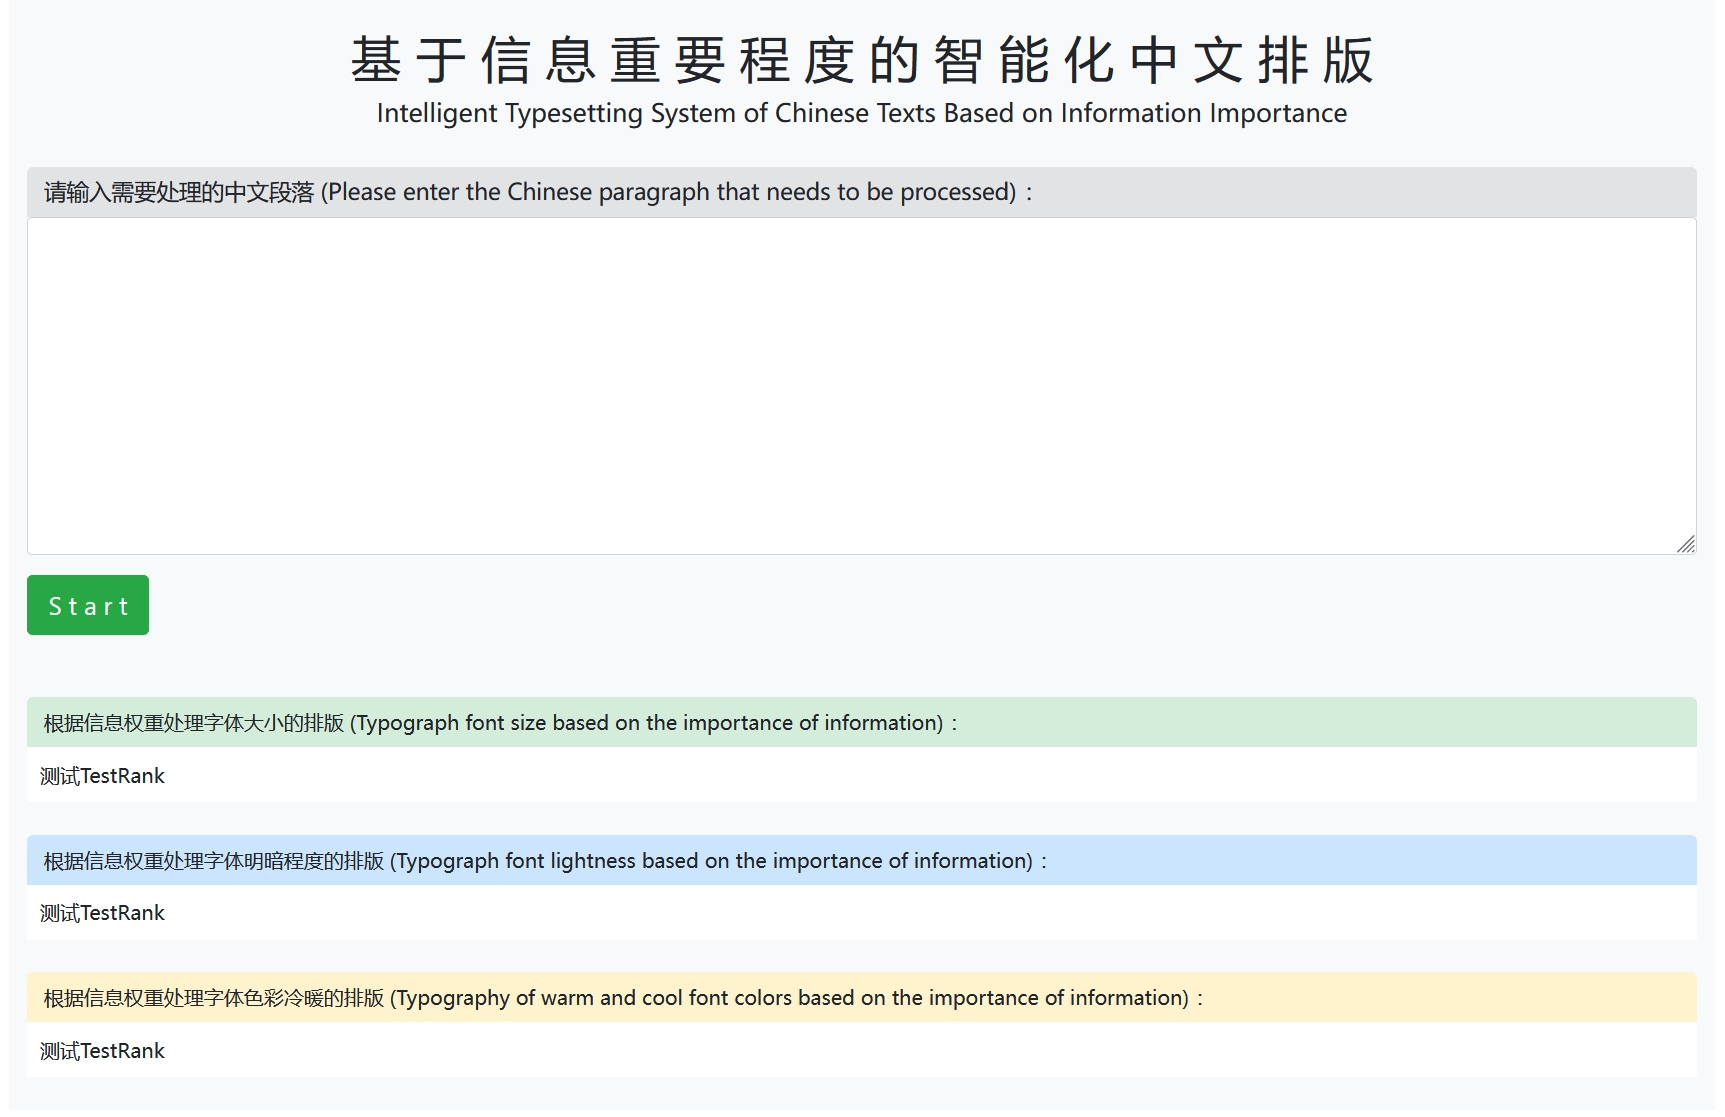 基于信息重要程度的智能化中文排版
Intelligent Typesetting System of Chinese Texts Based on Information Importance
请输入需要处理的中文段落 (Please enter the Chinese paragraph that needs to be processed)：
Start
根据信息权重处理字体大小的排版 (Typograph font size based on the importance of information)：
测试TestRank
根据信息权重处理字体明暗程度的排版 (Typograph font lightness based on the importance of information)：
测试TestRank
根据信息权重处理字体色彩冷暖的排版 (Typography of warm and cool font colors based on the importance of information)：
测试TestRank